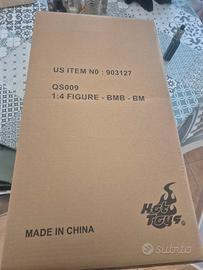 US ITEM N0 : 903127
QS009
1:4 FIGURE - BMB - BM
Hot
Toys
MADE IN CHINA
subito